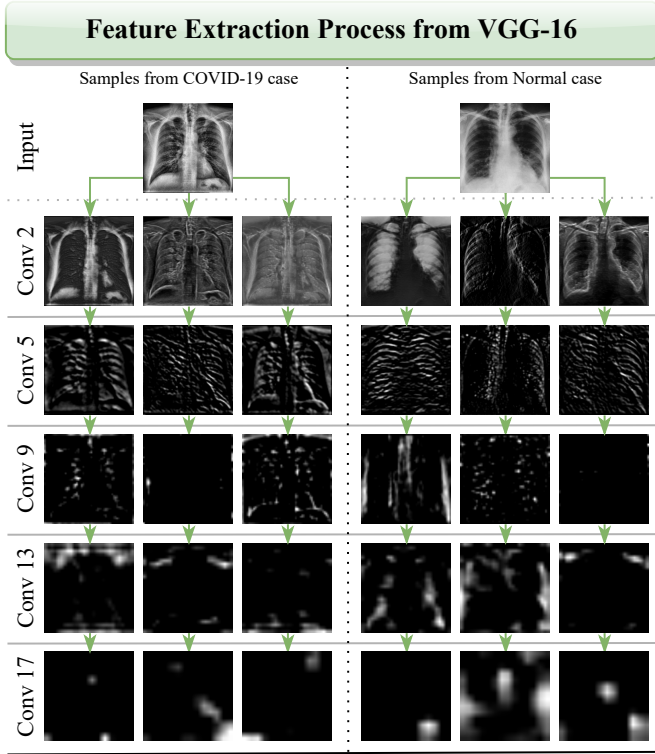 Feature Extraction Process from VGG-16
Samples from COVID-19 case
Samples from Normal case
Input
Conv 2
Conv 5
Conv 9
Conv 13
Conv 17